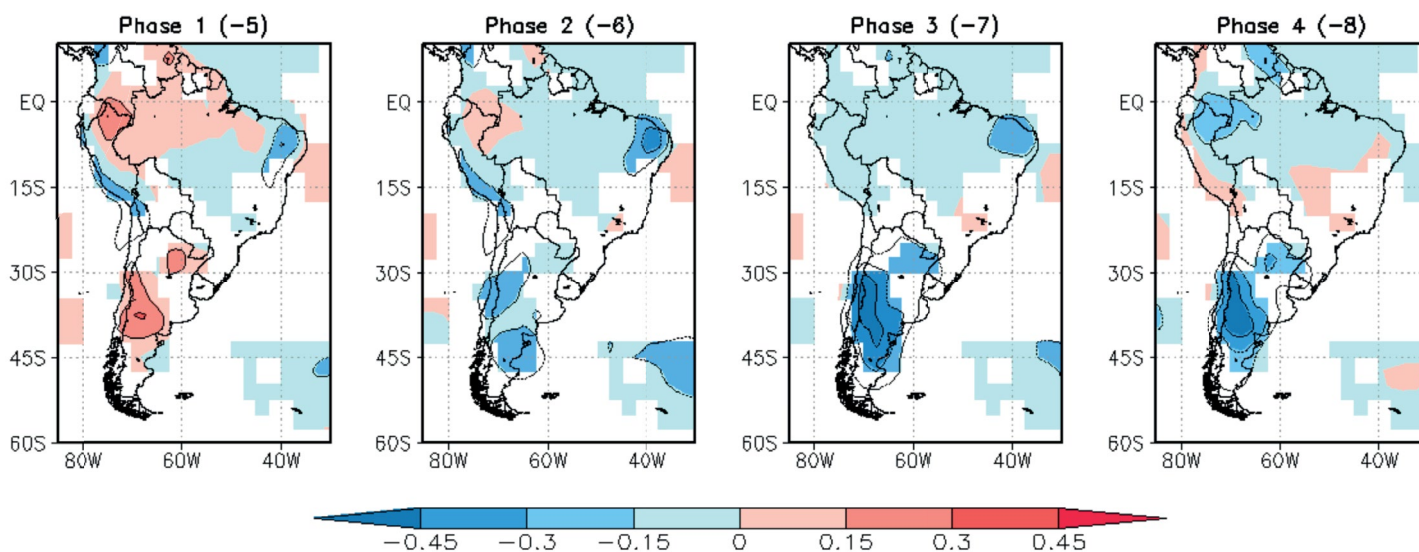 Phase 1 (−5) Phase 2 (−6) Phase 3 (−7) Phase 4 (−8)
EQ EQ EQ EQ
15S 15S 15S 15S
30S 30S 30S 30S
45S 45S 45S 45S
60S 60S 60S 60S
80W 60W 40W 80W 60W 40W 80W 60W 40W 80W 60W 40W
−0.45 −0.3 −0.15 0 0.15 0.3 0.45